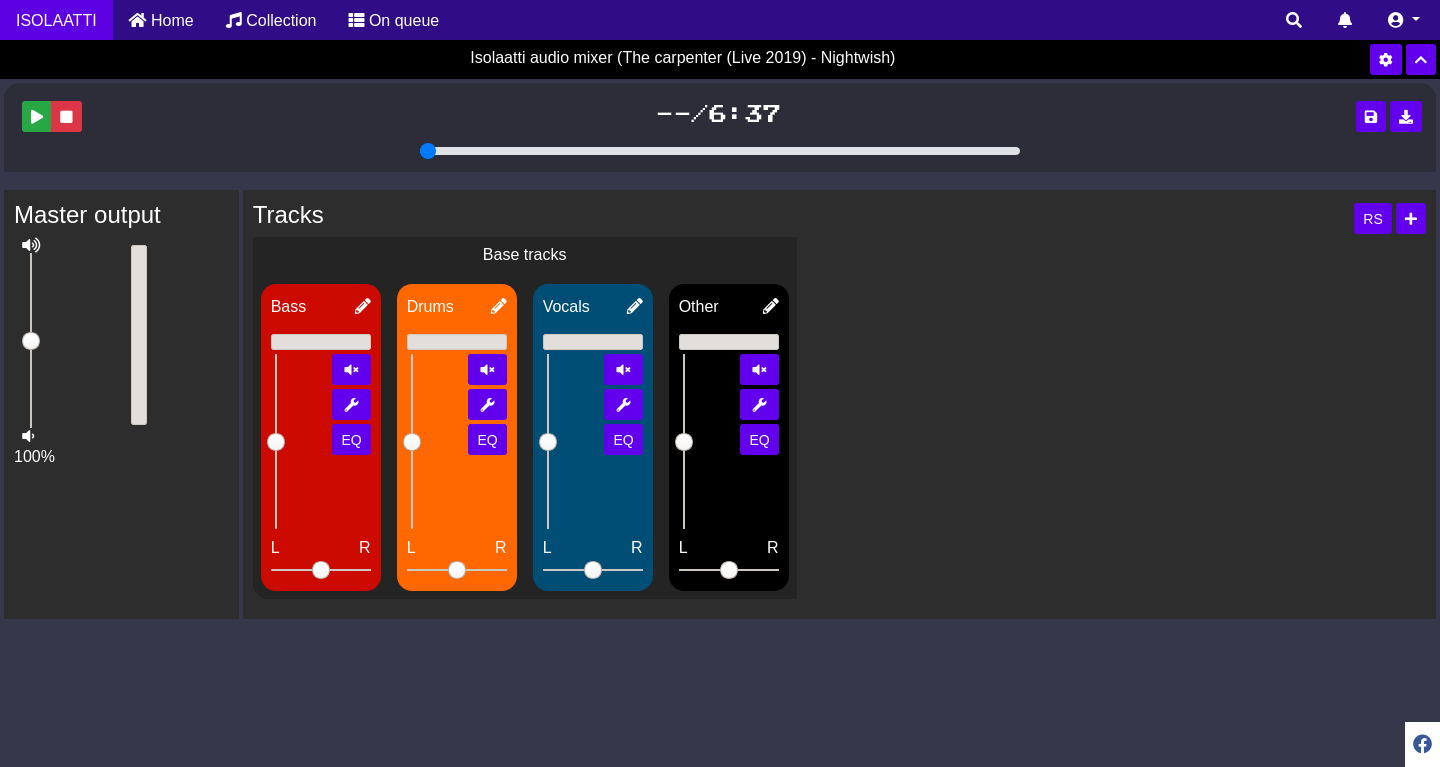 ISOLAATTI Home Collection On queue
Isolaatti audio mixer (The carpenter (Live 2019) - Nightwish)
--/6:37
Master output
100%
Tracks
RS
Base tracks
Bass
EQ
L R
Drums
EQ
L R
Vocals
EQ
L R
Other
EQ
L R